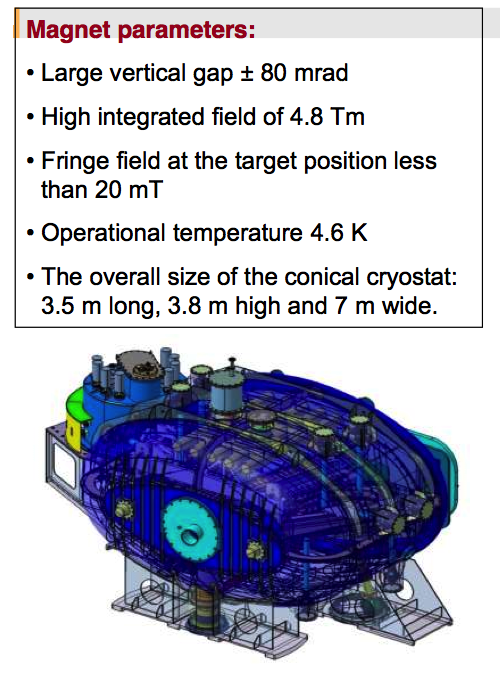 Magnet parameters:
• Large vertical gap ± 80 mrad
• High integrated field of 4.8 Tm
• Fringe field at the target position less
than 20 mT
• Operational temperature 4.6 K
• The overall size of the conical cryostat:
3.5 m long, 3.8 m high and 7 m wide.